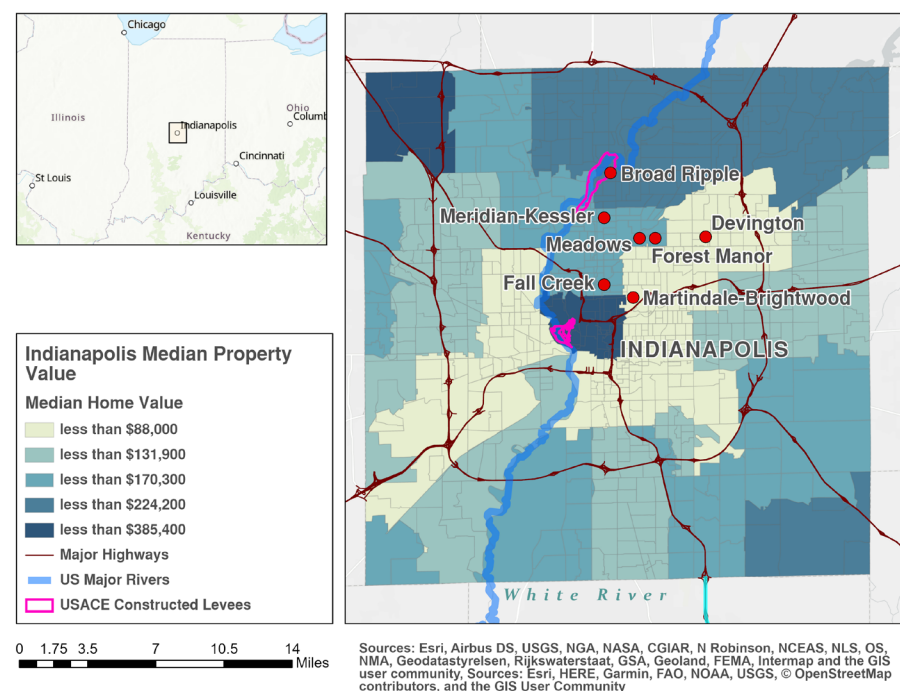 Chicago
Illinois
Indianapolis
Ohio
Cincinnati
St Louis
Louisville
Kentucky
Indianapolis Median Property
Value
Median Home Value
less than $88,000
less than $131,900
less than $170,300
less than $224,200
less than $385,400
Major Highways
US Major Rivers
USACE Constructed Levees
0 1.75 3.5 7 10.5 14
Miles
Broad Ripple
Meridian-Kessler
Devington
Meadows
Forest Manor
Fall Creek
Martindale-Brightwood
INDIANAPOLIS
White River
Sources: Esri, Airbus DS, USGS, NGA, NASA, CGIAR, N Robinson, NCEAS, NLS, OS,
NMA, Geodatastyrelsen, Rijkswaterstaat, GSA, Geoland, FEMA, Intermap and the GIS
user community, Sources: Esri, HERE, Garmin, FAO, NOAA, USGS, © OpenStreetMap
contributors, and the GIS User Community